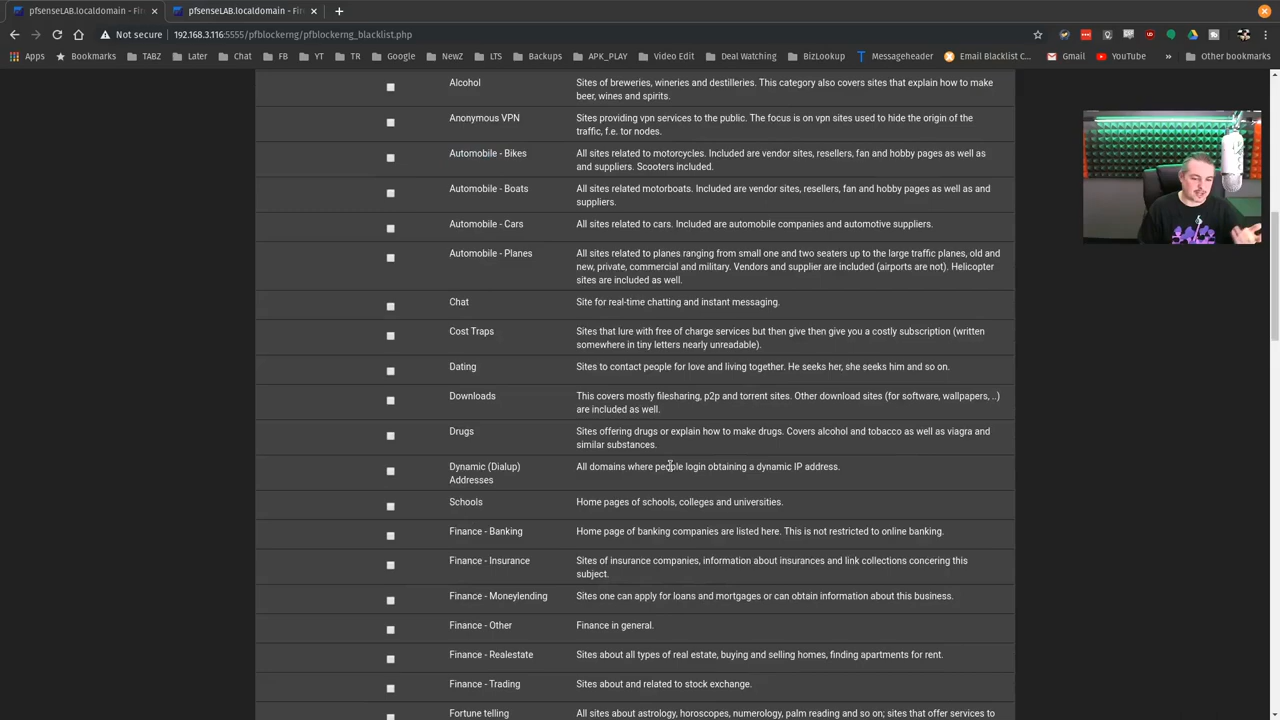 pfsenseLAB.localdomain - Fir
pfsenseLAB.localdomain - Fir
Not secure
192.168.3.116:5555/pfblockerng/pfblockerng_blacklist.php
Apps
Bookmarks
TABZ
Later
Chat
FB
YT
TR
Google
NewZ
LTS
Backups
APK_PLAY
Video Edit
Deal Watching
BizLookup
Messageheader
Email Blacklist C...
Gmail
YouTube
Other bookmarks
Alcohol
Sites of breweries, wineries and destilleries. This category also covers sites that explain how to make
beer, wines and spirits.
Anonymous VPN
Sites providing vpn services to the public. The focus is on vpn sites used to hide the origin of the
traffic, f.e. tor nodes.
Automobile - Bikes
All sites related to motorcycles. Included are vendor sites, resellers, fan and hobby pages as well as
and suppliers. Scooters included.
Automobile - Boats
All sites related motorboats. Included are vendor sites, resellers, fan and hobby pages as well as and
suppliers.
Automobile - Cars
All sites related to cars. Included are automobile companies and automotive suppliers.
Automobile - Planes
All sites related to planes ranging from small one and two seaters up to the large traffic planes, old and
new, private, commercial and military. Vendors and supplier are included (airports are not). Helicopter
sites are included as well.
Chat
Site for real-time chatting and instant messaging.
Cost Traps
Sites that lure with free of charge services but then give then give you a costly subscription (written
somewhere in tiny letters nearly unreadable).
Dating
Sites to contact people for love and living together. He seeks her, she seeks him and so on.
Downloads
This covers mostly filesharing, p2p and torrent sites. Other download sites (for software, wallpapers, ..)
are included as well.
Drugs
Sites offering drugs or explain how to make drugs. Covers alcohol and tobacco as well as viagra and
similar substances.
Dynamic (Dialup)
Addresses
All domains where people login obtaining a dynamic IP address.
Schools
Home pages of schools, colleges and universities.
Finance - Banking
Home page of banking companies are listed here. This is not restricted to online banking.
Finance - Insurance
Sites of insurance companies, information about insurances and link collections concering this
subject.
Finance - Moneylending
Sites one can apply for loans and mortgages or can obtain information about this business.
Finance - Other
Finance in general.
Finance - Realestate
Sites about all types of real estate, buying and selling homes, finding apartments for rent.
Finance - Trading
Sites about and related to stock exchange.
Fortune telling
All sites about astrology, horoscopes, numerology, palm reading and so on; sites that offer services to